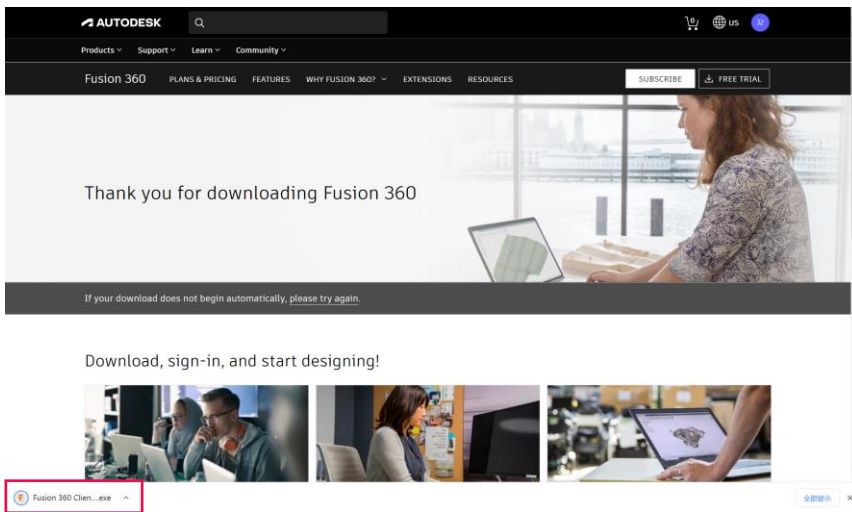 AUTODESK
0
US
JZ
Products
Support
Learn
Community
Fusion 360
PLANS & PRICING
FEATURES
WHY FUSION 360?
EXTENSIONS
RESOURCES
SUBSCRIBE
FREE TRIAL
Thank you for downloading Fusion 360
If your download does not begin automatically, please try again.
Download, sign-in, and start designing!
Fusion 360 Clien....exe
全部显示